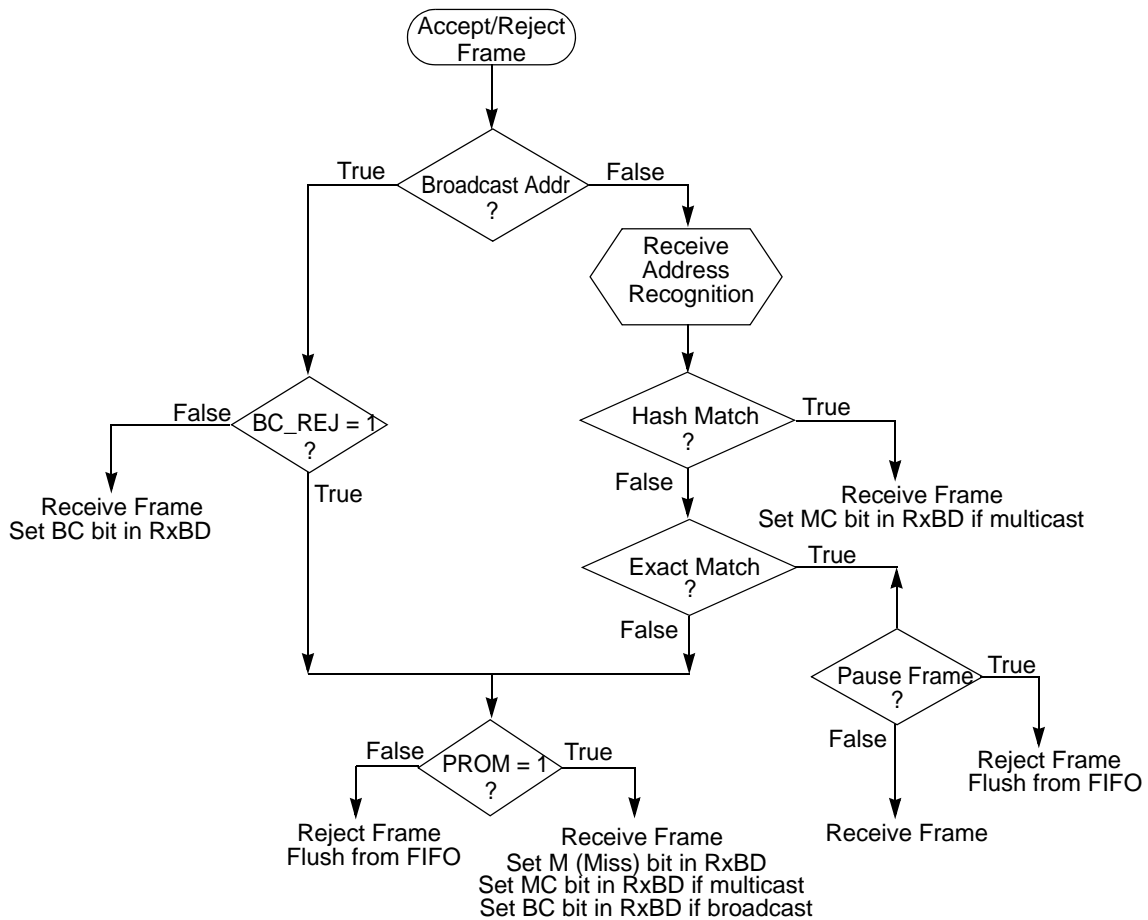 Accept/Reject
Frame
True
False
Broadcast Addr
?
Receive
Address
Recognition
False
BC_REJ = 1
?
True
Hash Match
?
True
False
Receive Frame
Set BC bit in RxBD
Receive Frame
Set MC bit in RxBD if multicast
Exact Match
?
True
False
Pause Frame
?
True
False
Reject Frame
Flush from FIFO
Receive Frame
False
PROM = 1
?
True
Reject Frame
Flush from FIFO
Receive Frame
Set M (Miss) bit in RxBD
Set MC bit in RxBD if multicast
Set BC bit in RxBD if broadcast